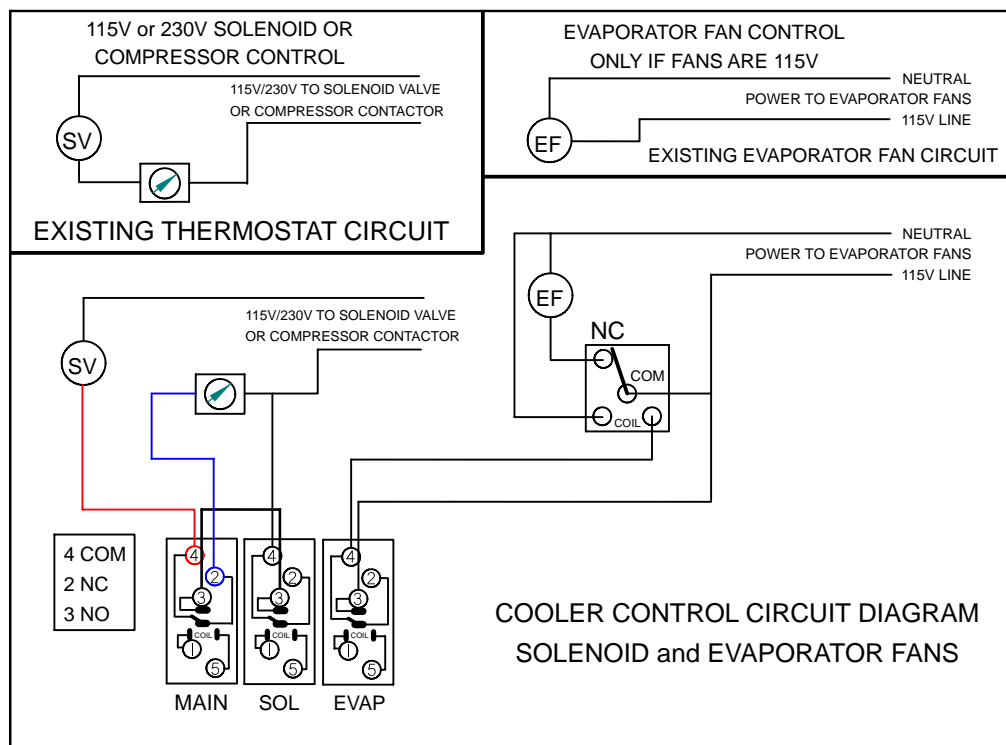 115V or 230V SOLENOID OR
COMPRESSOR CONTROL
115V/230V TO SOLENOID VALVE
OR COMPRESSOR CONTACTOR
SV
EXISTING THERMOSTAT CIRCUIT
EVAPORATOR FAN CONTROL
ONLY IF FANS ARE 115V
NEUTRAL
POWER TO EVAPORATOR FANS
115V LINE
EF
EXISTING EVAPORATOR FAN CIRCUIT
NEUTRAL
POWER TO EVAPORATOR FANS
115V LINE
EF
NC
COM
COIL
115V/230V TO SOLENOID VALVE
OR COMPRESSOR CONTACTOR
SV
4 COM
2 NC
3 NO
4
2
3
COIL
1
5
MAIN
4
2
3
COIL
1
5
SOL
4
2
3
COIL
1
5
EVAP
COOLER CONTROL CIRCUIT DIAGRAM
SOLENOID and EVAPORATOR FANS